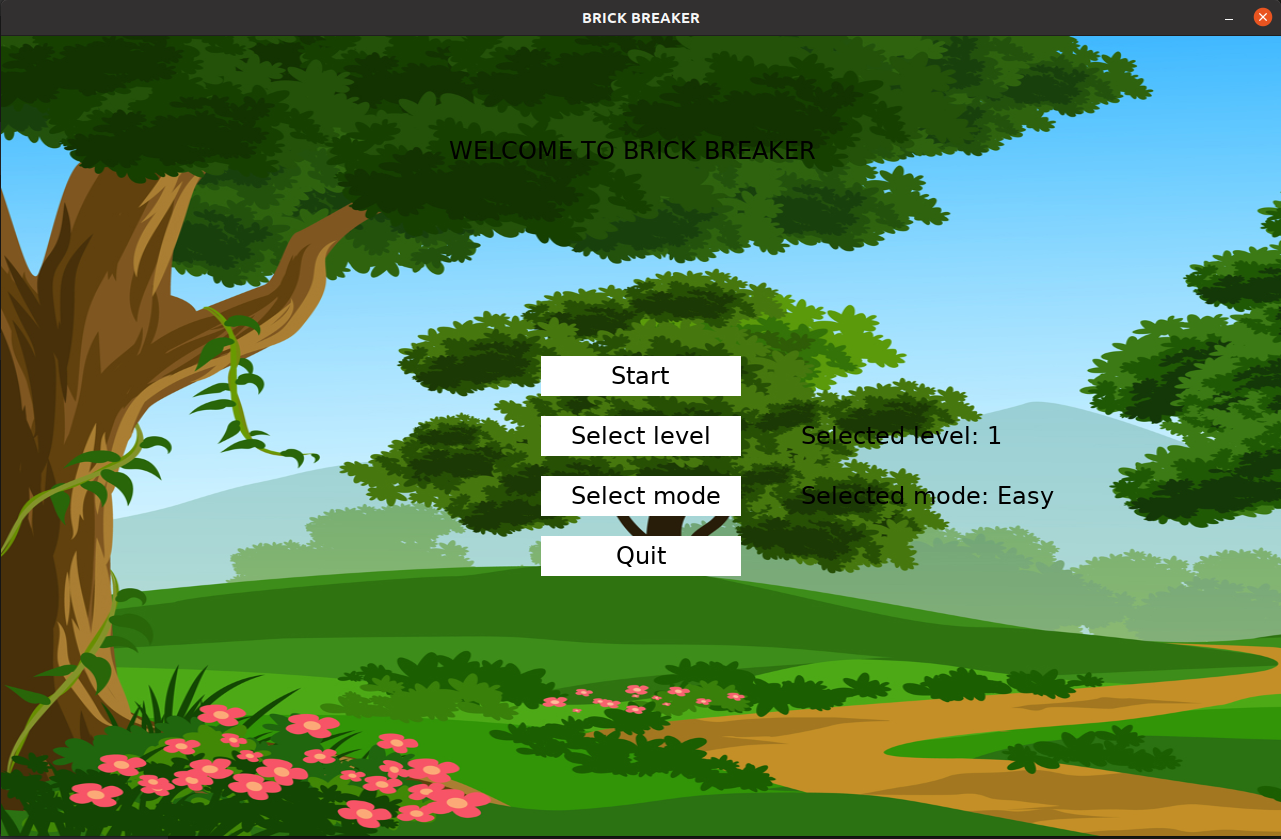 BRICK BREAKER
WELCOME TO BRICK BREAKER
Start
Select level
Selected level: 1
Select mode
Selected mode: Easy
Quit